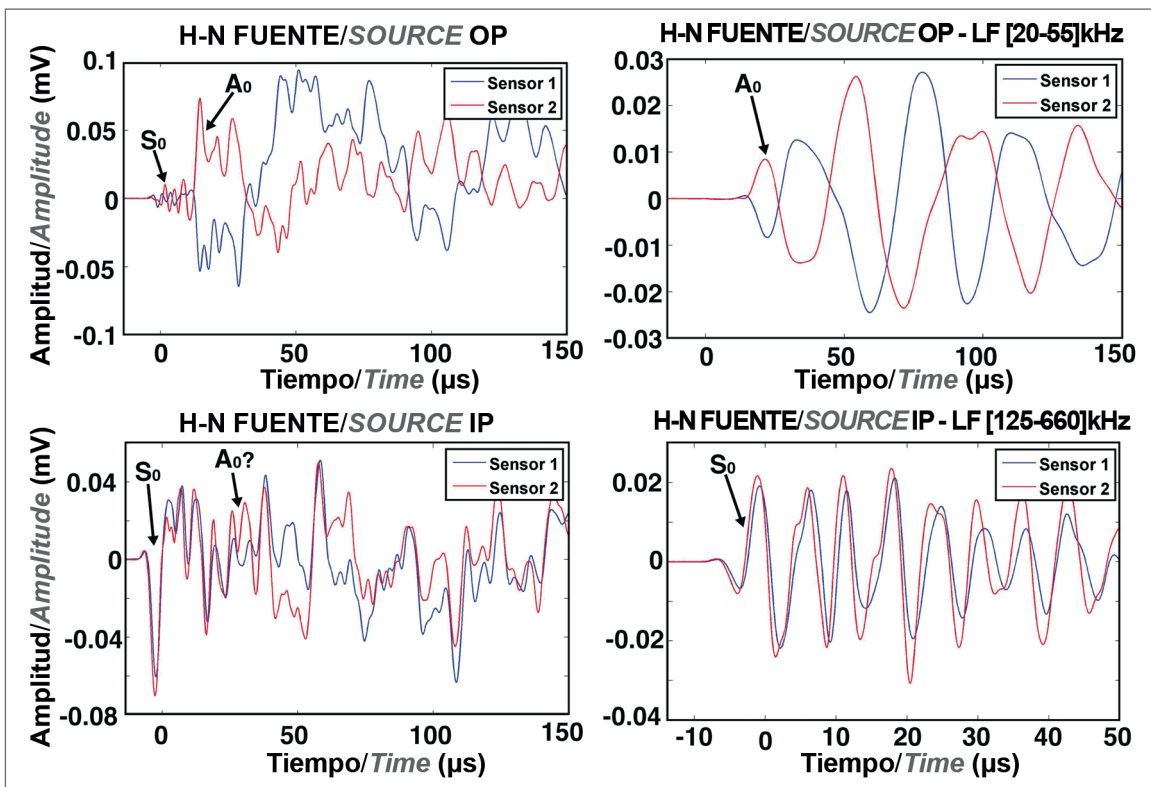 H-N FUENTE/SOURCE OP
Amplitud/Amplitude (mV)
0.1
0.05
0
-0.05
-0.1
S0
A0
Sensor 1
Sensor 2
0 50 100 150
Tiempo/Time (µs)
H-N FUENTE/SOURCE OP - LF [20-55]kHz
0.03
0.02
0.01
0
-0.01
-0.02
-0.03
A0
Sensor 1
Sensor 2
0 50 100 150
Tiempo/Time (µs)
H-N FUENTE/SOURCE IP
Amplitud/Amplitude (mV)
0.04
0
-0.04
-0.08
S0
A0?
Sensor 1
Sensor 2
0 50 100 150
Tiempo/Time (µs)
H-N FUENTE/SOURCE IP - LF [125-660]kHz
0.02
0
-0.02
-0.04
S0
Sensor 1
Sensor 2
-10 0 10 20 30 40 50
Tiempo/Time (µs)